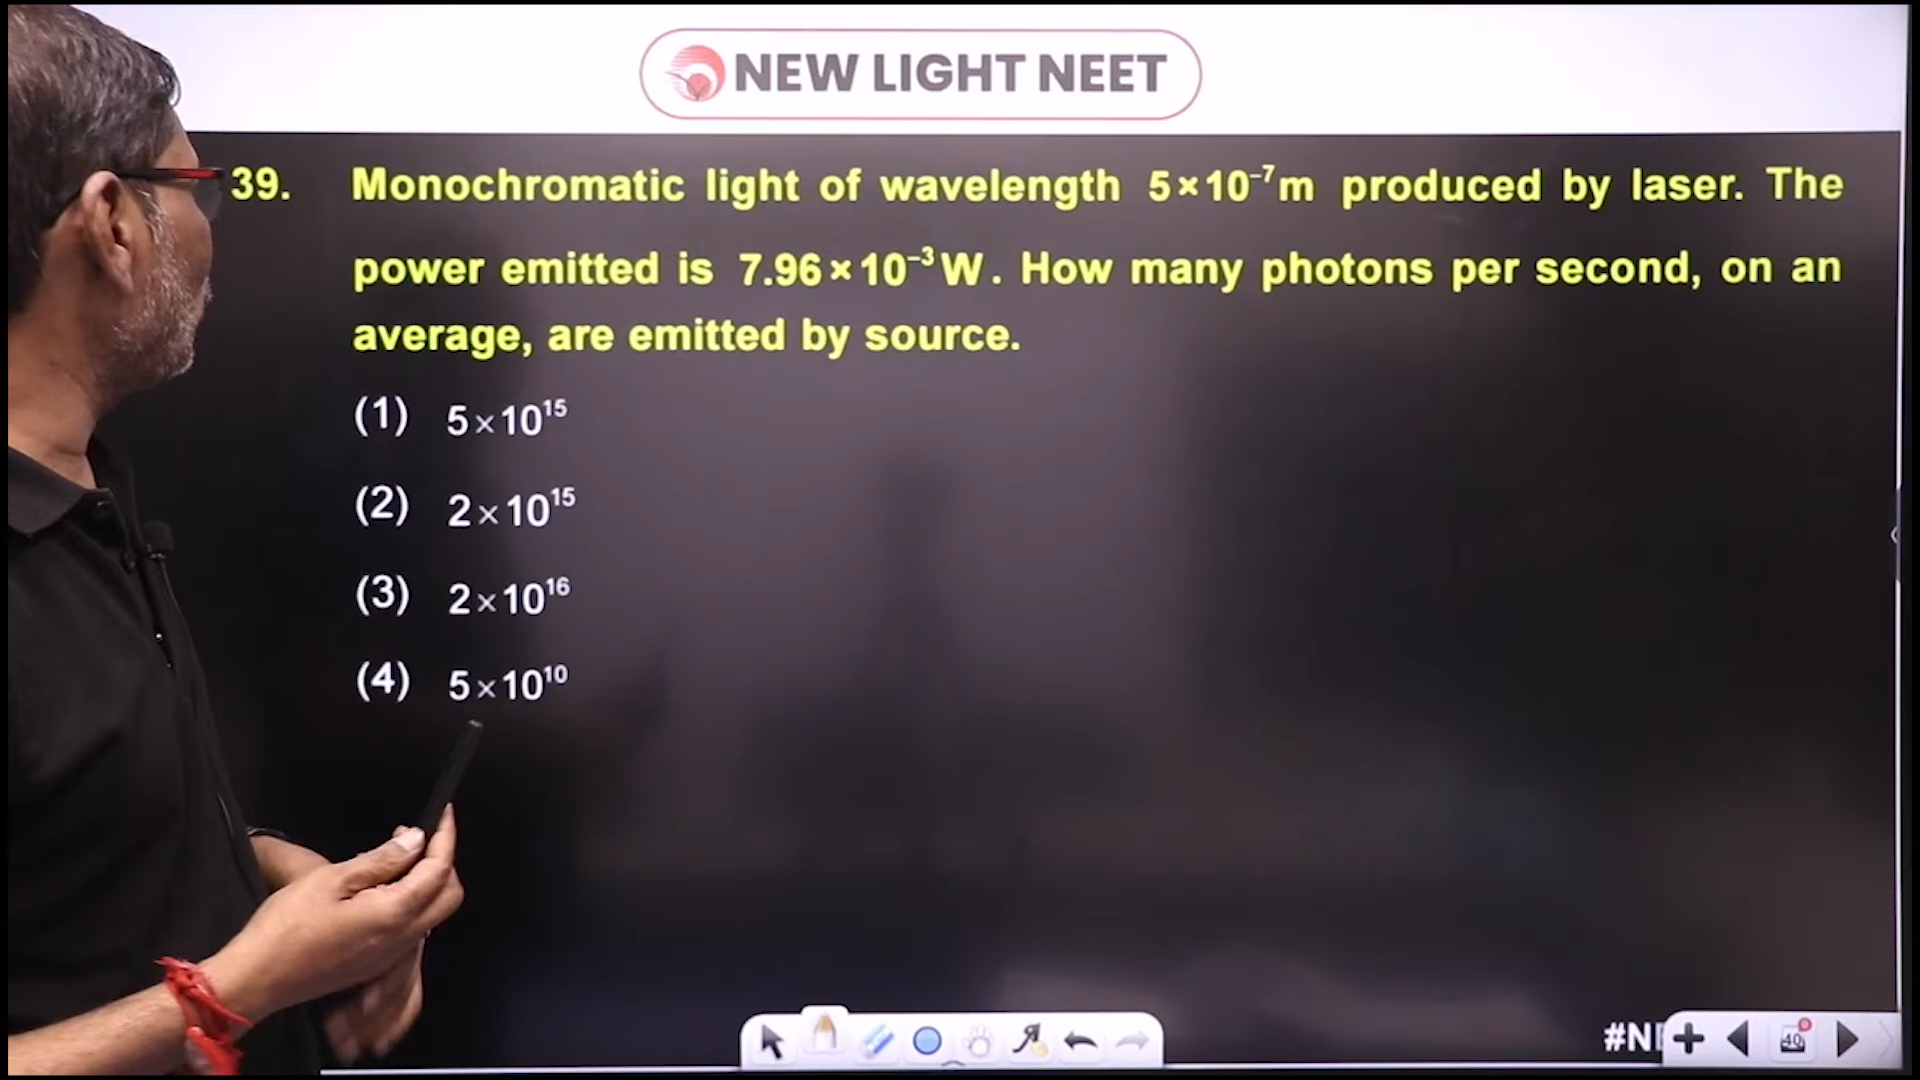 NEW LIGHT NEET
39. Monochromatic light of wavelength 5×10⁻⁷m produced by laser. The
power emitted is 7.96×10⁻³W. How many photons per second, on an
average, are emitted by source.
(1) 5×10¹⁵
(2) 2×10¹⁵
(3) 2×10¹⁶
(4) 5×10¹⁰
40